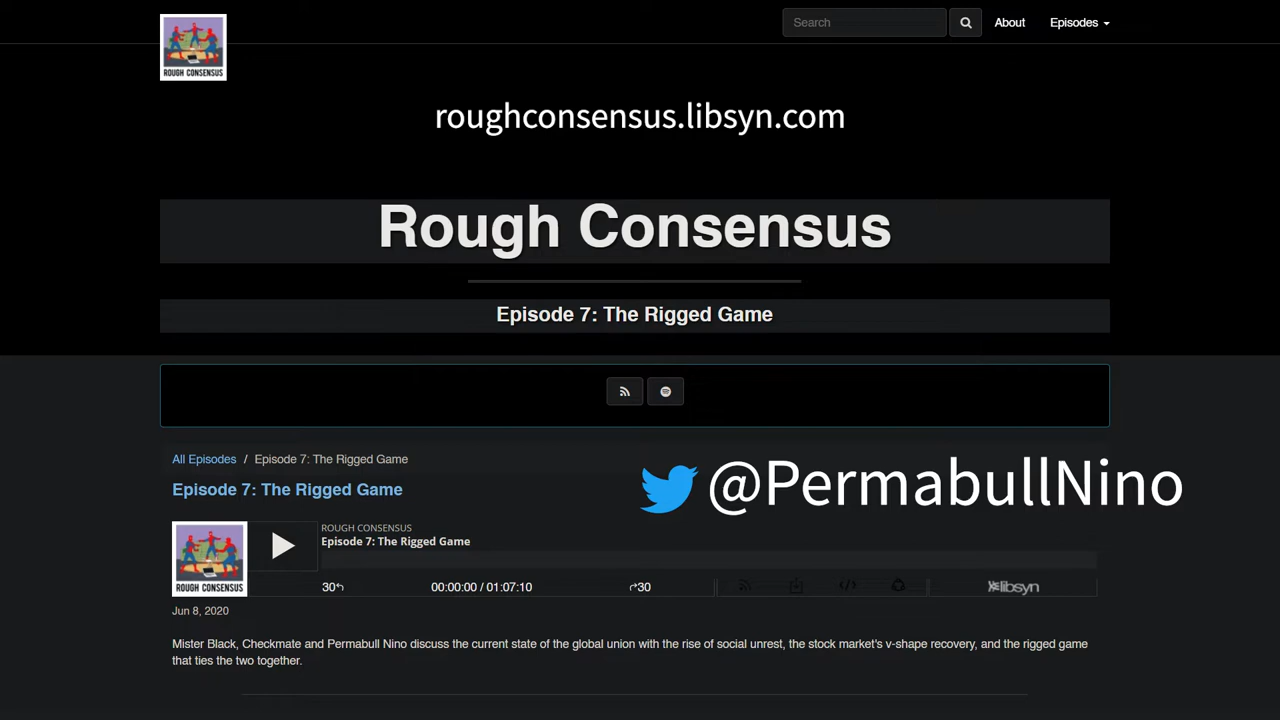 Search
About
Episodes
ROUGH CONSENSUS
roughconsensus.libsyn.com
Rough Consensus
Episode 7: The Rigged Game
All Episodes / Episode 7: The Rigged Game
@PermabullNino
Episode 7: The Rigged Game
ROUGH CONSENSUS
ROUGH CONSENSUS
Episode 7: The Rigged Game
30
00:00:00 / 01:07:10
30
libsyn
Jun 8, 2020
Mister Black, Checkmate and Permabull Nino discuss the current state of the global union with the rise of social unrest, the stock market's v-shape recovery, and the rigged game
that ties the two together.